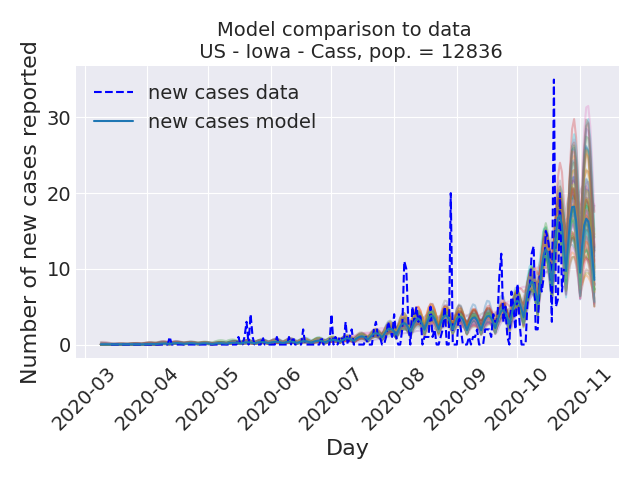 Model comparison to data
US - Iowa - Cass, pop. = 12836
Number of new cases reported
30
20
10
0
new cases data
new cases model
2020-03
2020-04
2020-05
2020-06
2020-07
2020-08
2020-09
2020-10
2020-11
Day